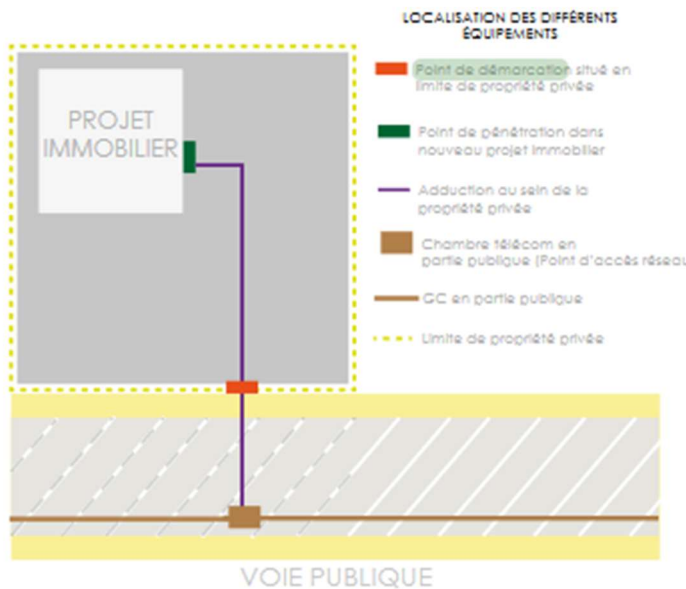 LOCALISATION DES DIFFÉRENTS
ÉQUIPEMENTS
Point de démarcation situé en
limite de propriété privée
PROJET
IMMOBILIER
Point de pénétration dans
nouveau projet immobilier
Adduction au sein de la
propriété privée
Chambre télécom en
partie publique (Point d'accès réseau
GC en partie publique
Limite de propriété privée
VOIE PUBLIQUE